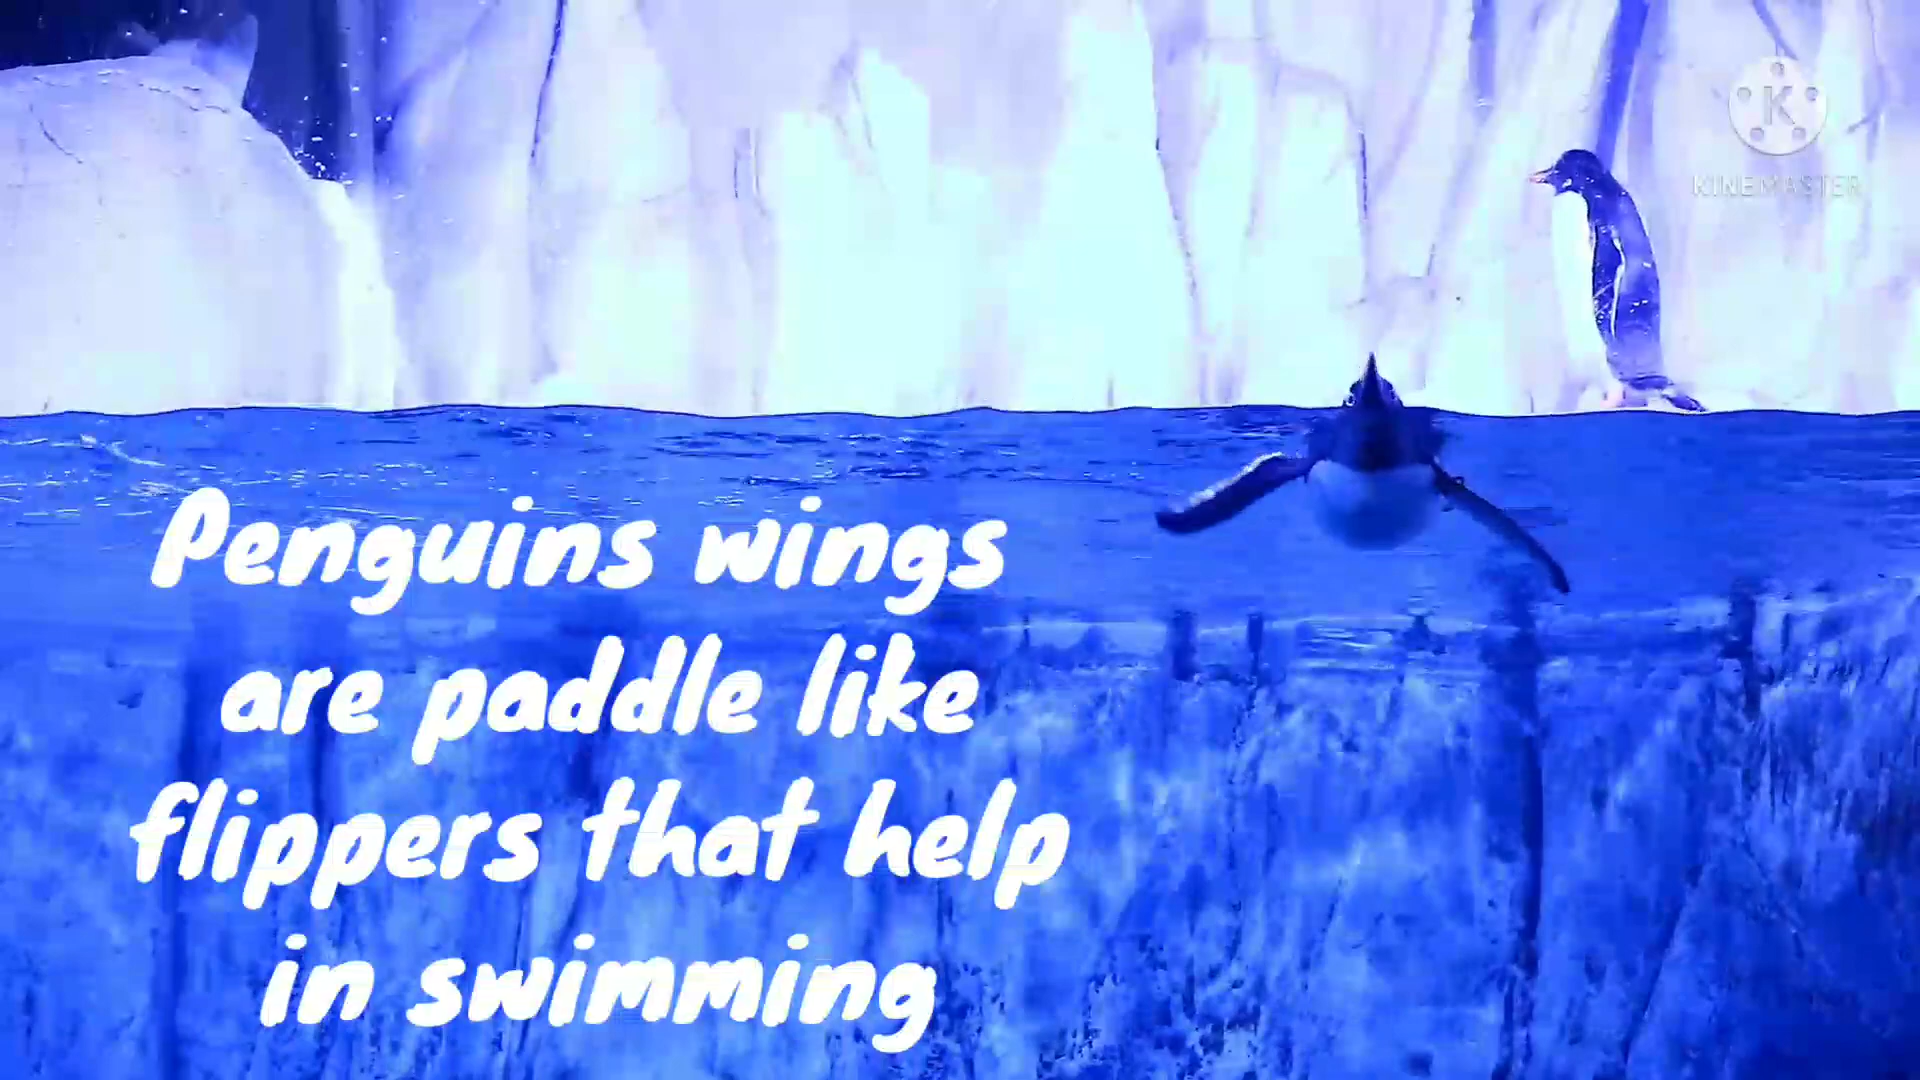 K
KINEMASTER
Penguins wings
are paddle like
flippers that help
in swimming